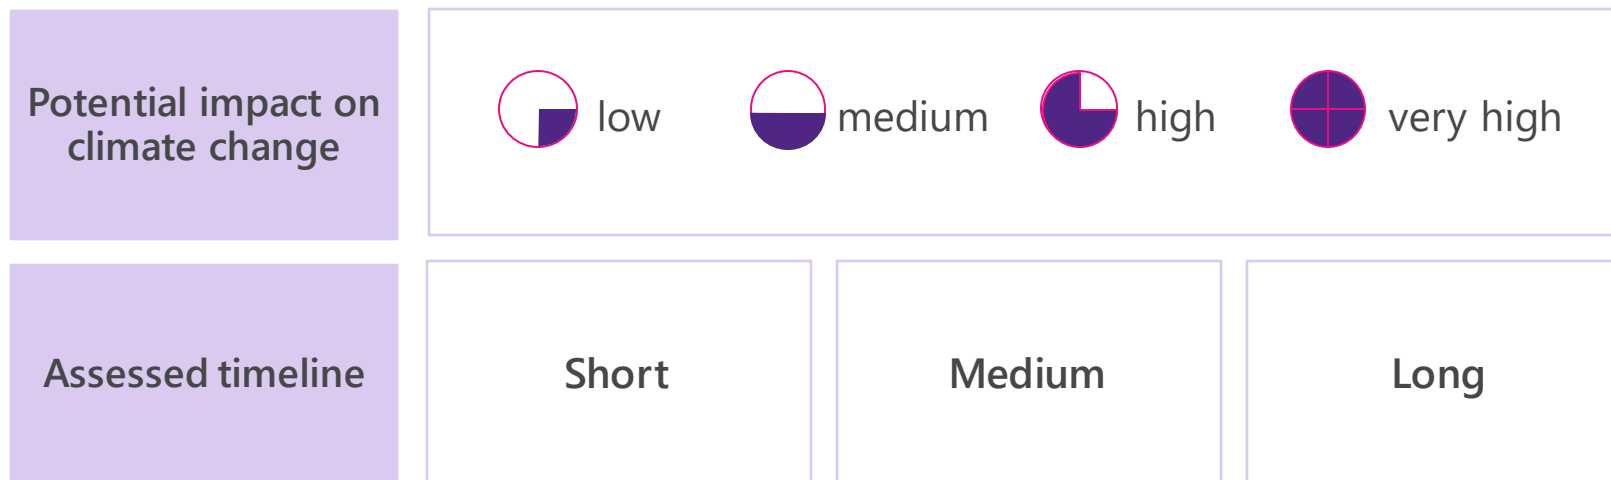 Potential impact on
climate change
low
medium
high
very high
Assessed timeline
Short
Medium
Long